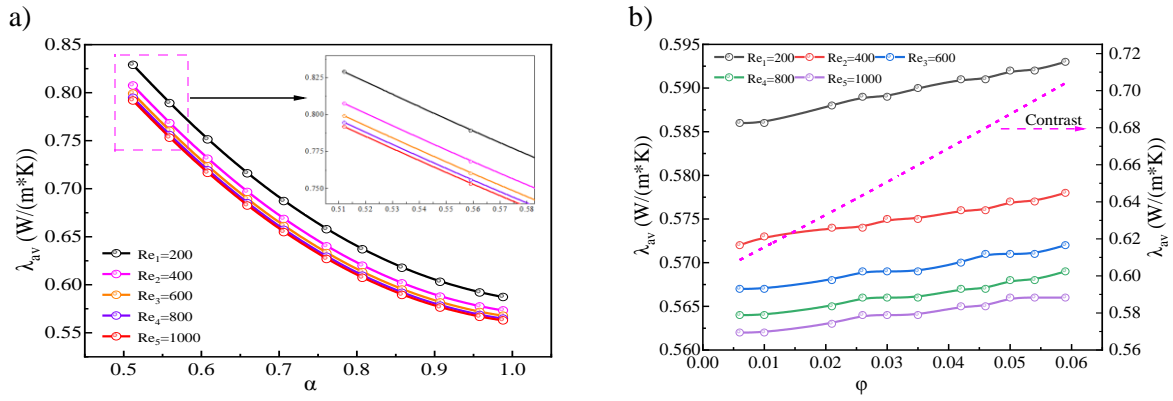 a)
0.85
0.80
0.75
0.70
0.65
0.60
0.55
λav (W/(m*K))
0.5 0.6 0.7 0.8 0.9 1.0
α
Re1=200
Re2=400
Re3=600
Re4=800
Re5=1000
0.825
0.800
0.775
0.750
0.51 0.52 0.53 0.54 0.55 0.56 0.57 0.58
b)
0.595
0.590
0.585
0.580
0.575
0.570
0.565
0.560
λav (W/(m*K))
0.00 0.01 0.02 0.03 0.04 0.05 0.06
φ
Re1=200 Re2=400 Re3=600
Re4=800 Re5=1000
Contrast
0.72
0.70
0.68
0.66
0.64
0.62
0.60
0.58
0.56
λav (W/(m*K))